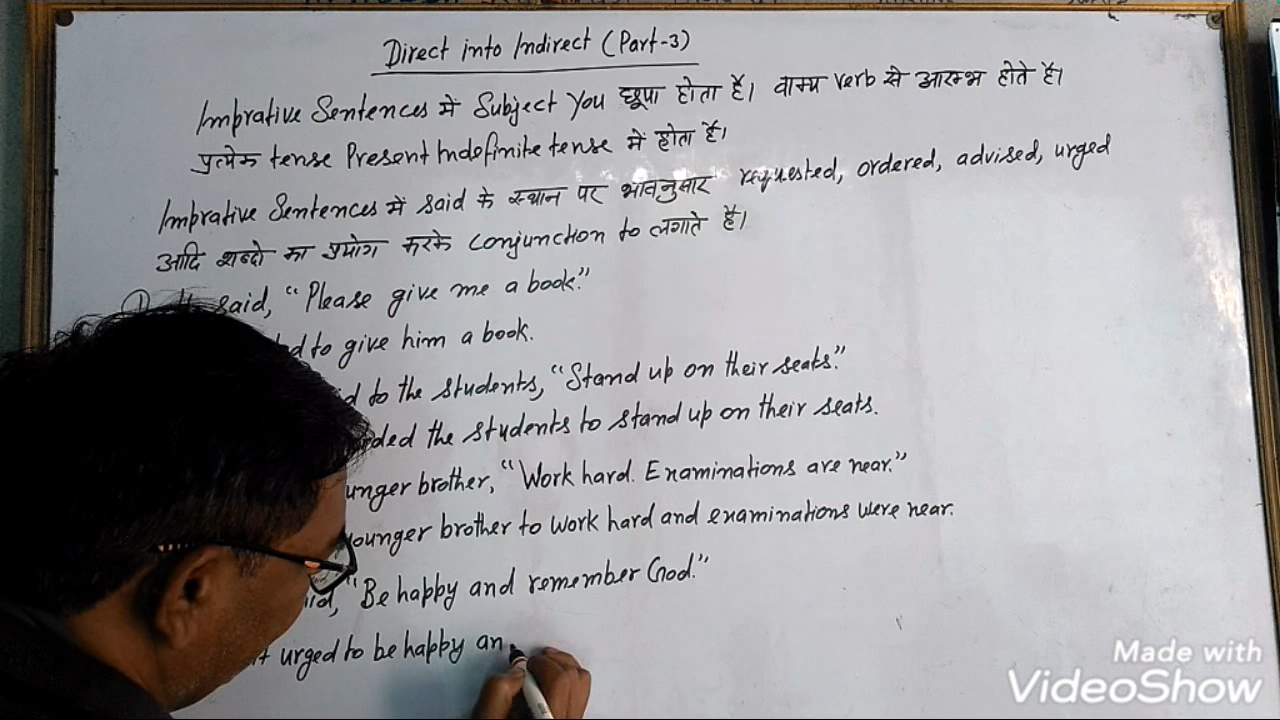 Direct into Indirect (Part-3)
Imprative Sentences में Subject You छूपा होता है। वाक्य verb से आरम्भ होते है।
प्रत्येक tense Present Indefinite tense में होता है।
Imprative Sentences में said के स्थान पर भावनुसार requested, ordered, advised, urged
आदि शब्दो का प्रयोग करके conjunction to लगाते है।
said, “Please give me a book.”
to give him a book.
to the students, “Stand up on their seats.”
the students to stand up on their seats.
brother, “Work hard. Examinations are near.”
younger brother to work hard and examinations were near.
“Be happy and remember God.”
urged to be happy an
Made with
VideoShow